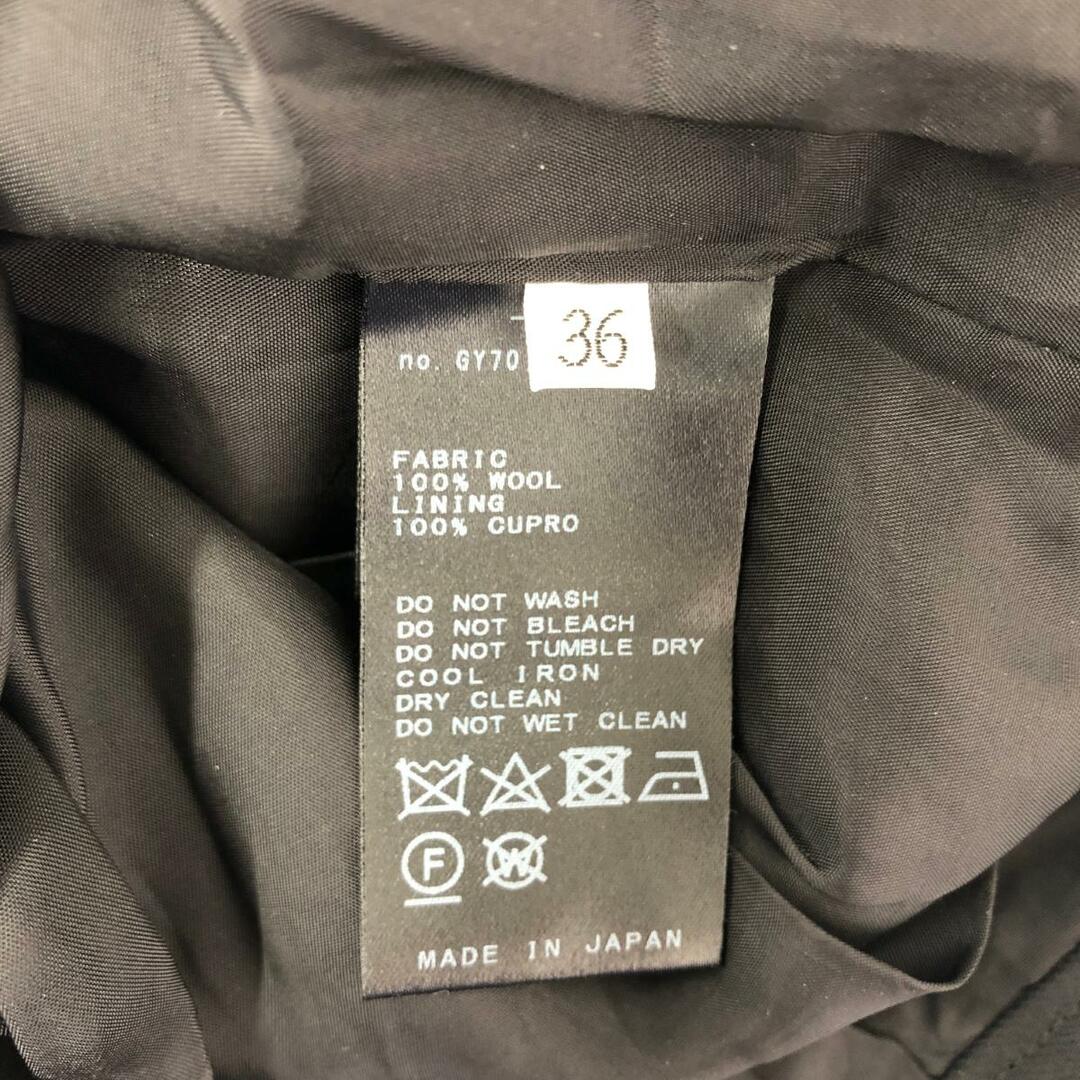 36
no. GY70
FABRIC
100% WOOL
LINING
100% CUPRO
DO NOT WASH
DO NOT BLEACH
DO NOT TUMBLE DRY
COOL IRON
DRY CLEAN
DO NOT WET CLEAN
F W
MADE IN JAPAN